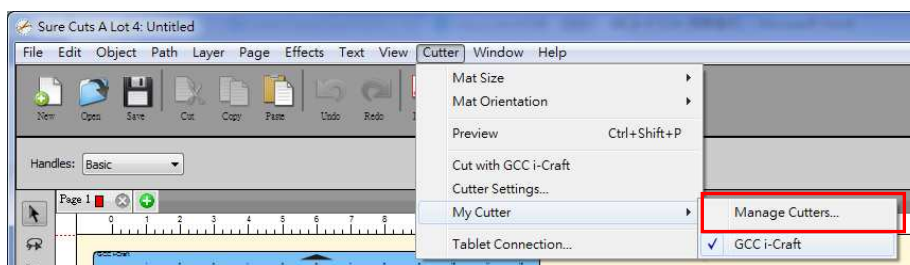 Sure Cuts A Lot 4: Untitled
File Edit Object Path Layer Page Effects Text View Cutter Window Help
New Open Save Cut Copy Paste Undo Redo
Mat Size
Mat Orientation
Preview Ctrl+Shift+P
Cut with GCC i-Craft
Cutter Settings...
My Cutter
Tablet Connection...
Manage Cutters...
GCC i-Craft
Handles: Basic
Page 1
0 1 2 3 4 5 6 7 8
GCC i-Craft